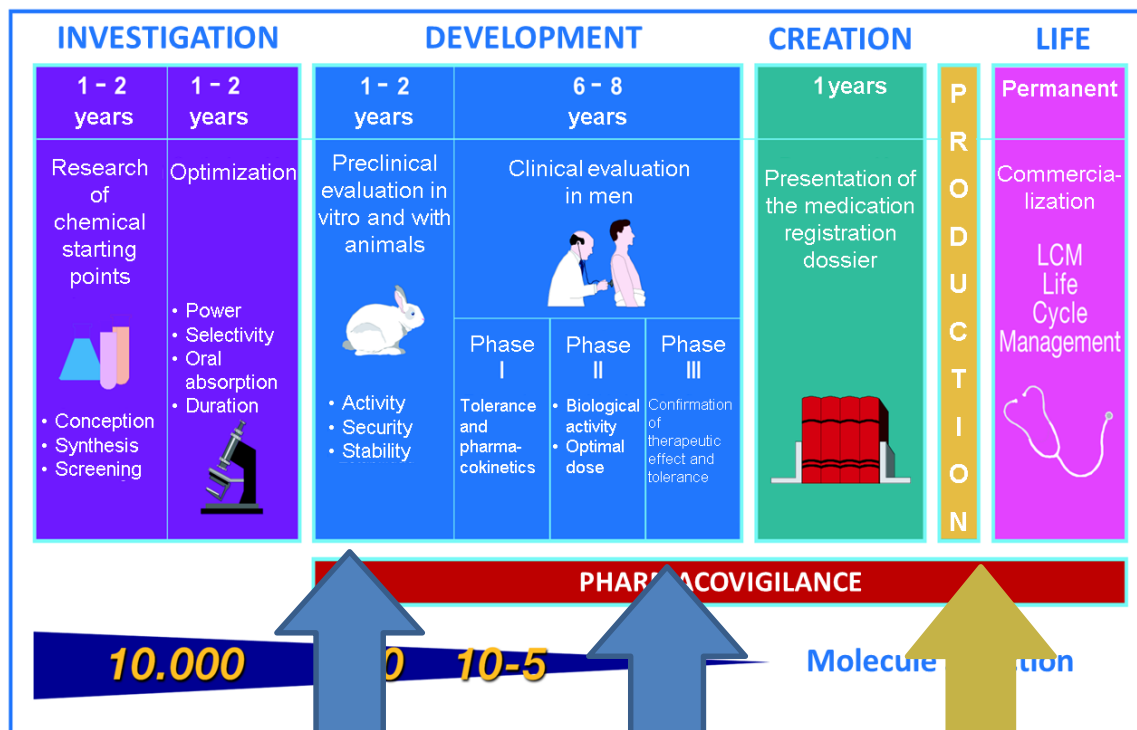 INVESTIGATION
DEVELOPMENT
CREATION
LIFE
1 - 2
years
1 - 2
years
1 - 2
years
6 - 8
years
1 years
PRODUCTION
Permanent
Research
of
chemical
starting
points
• Conception
• Synthesis
• Screening
Optimization
• Power
• Selectivity
• Oral
absorption
• Duration
Preclinical
evaluation in
vitro and with
animals
• Activity
• Security
• Stability
Clinical evaluation
in men
Phase
I
Tolerance
and
pharma-
cokinetics
Phase
II
• Biological
activity
• Optimal
dose
Phase
III
Confirmation
of
therapeutic
effect and
tolerance
Presentation of
the medication
registration
dossier
Commercia-
lization
LCM
Life
Cycle
Management
PHARMACOVIGILANCE
10.000
10-5
Molecule